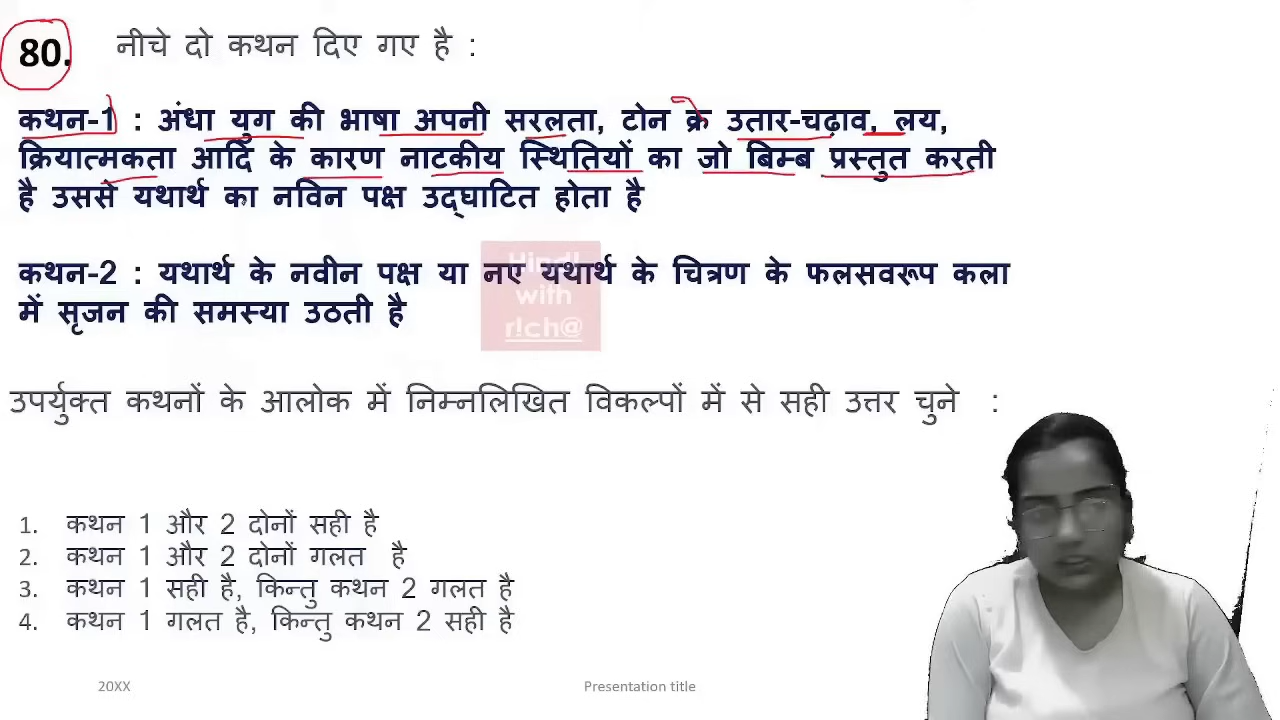 80. नीचे दो कथन दिए गए है :
कथन-1 : अंधा युग की भाषा अपनी सरलता, टोन के उतार-चढ़ाव, लय,
क्रियात्मकता आदि के कारण नाटकीय स्थितियों का जो बिम्ब प्रस्तुत करती
है उससे यथार्थ का नविन पक्ष उद्घाटित होता है
कथन-2 : यथार्थ के नवीन पक्ष या नए यथार्थ के चित्रण के फलसवरूप कला
में सृजन की समस्या उठती है
Hindi
with
r!ch@
उपर्युक्त कथनों के आलोक में निम्नलिखित विकल्पों में से सही उत्तर चुने :
1. कथन 1 और 2 दोनों सही है
2. कथन 1 और 2 दोनों गलत है
3. कथन 1 सही है, किन्तु कथन 2 गलत है
4. कथन 1 गलत है, किन्तु कथन 2 सही है
20XX
Presentation title